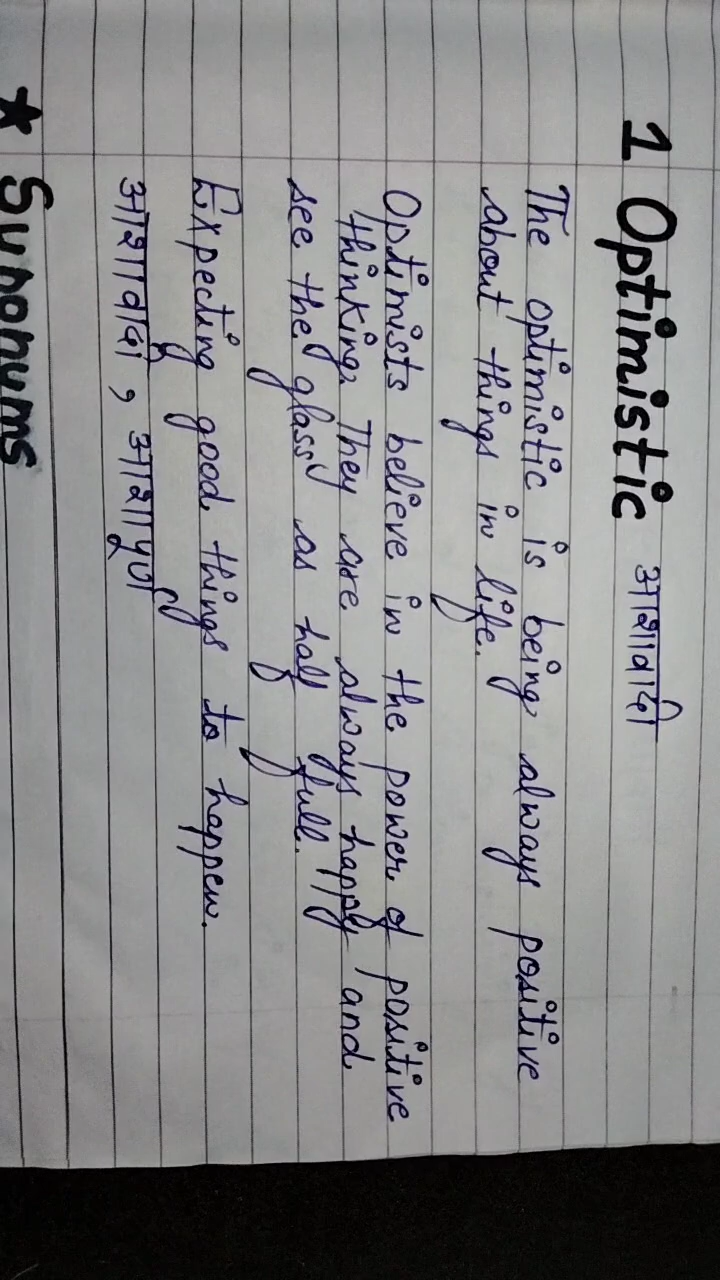 1 Optimistic आशावादी
The optimistic is being always positive
about things in life.
Optimists believe in the power of positive
thinking. They are always happy and
see the glass as half full.
Expecting good things to happen.
आशावादी, आशापूर्ण
★